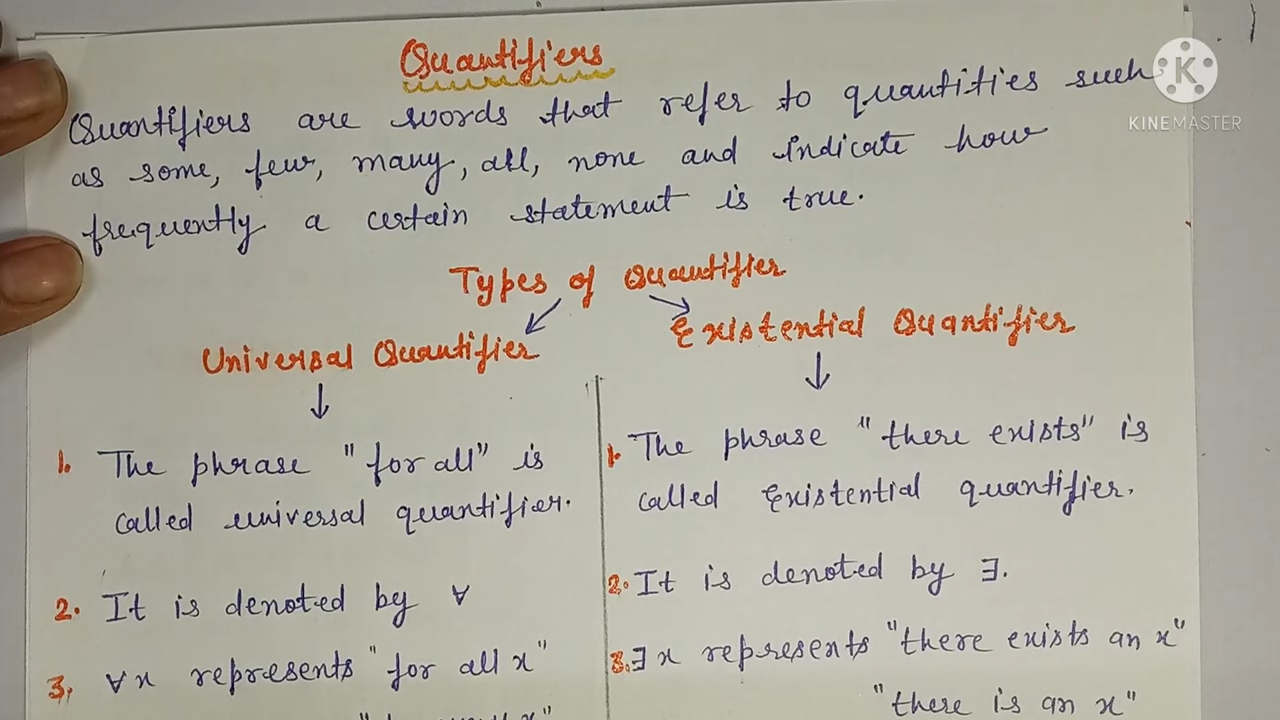 Quantifiers
Quantifiers are words that refer to quantities such
as some, few, many, all, none and indicate how
frequently a certain statement is true.
Types of Quantifier
Universal Quantifier
↓
1. The phrase "for all" is
called universal quantifier.
2. It is denoted by ∀
3. ∀x represents "for all x"
Existential Quantifier
↓
1. The phrase "there exists" is
called Existential quantifier.
2. It is denoted by ∃.
3. ∃x represents "there exists an x"
"there is an x"
K
KINEMASTER